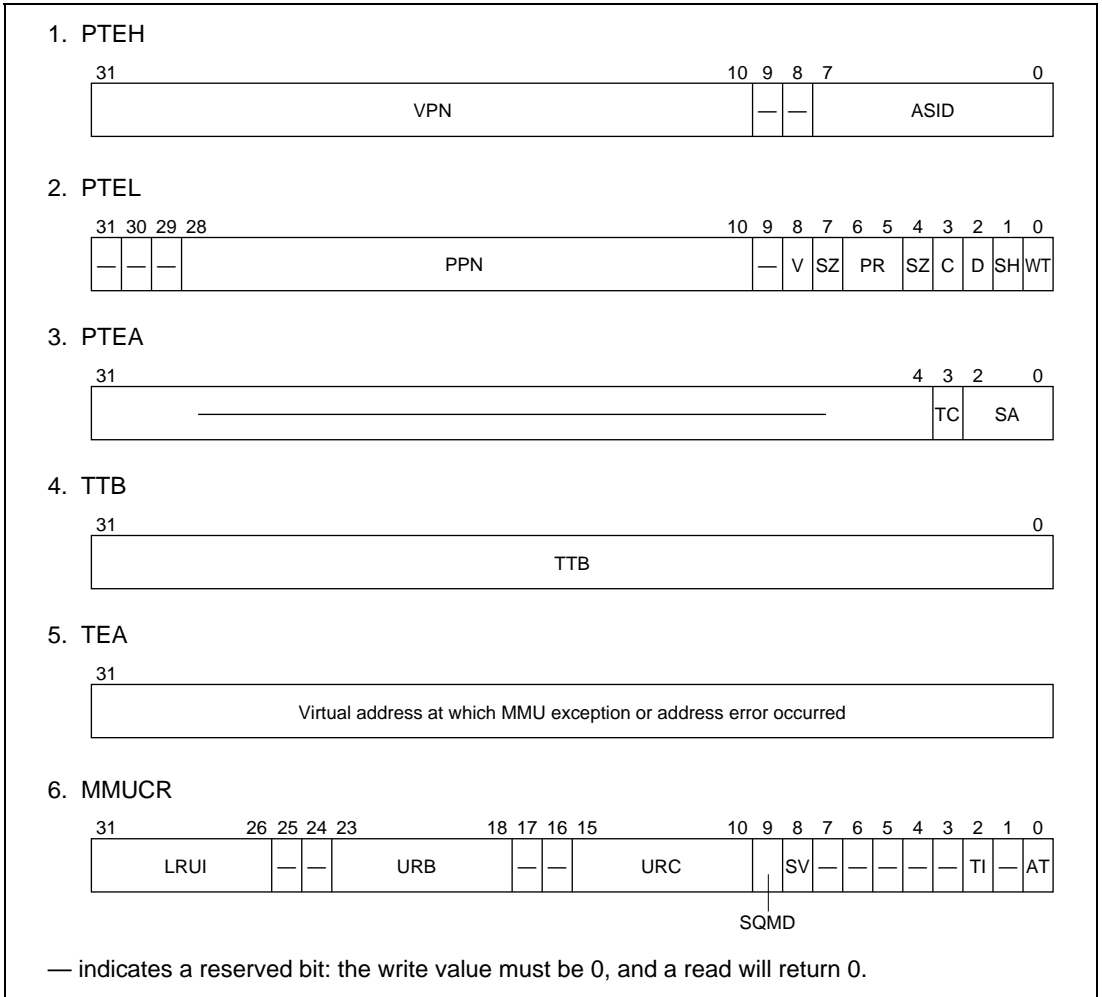 1. PTEH
31 10 9 8 7 0
VPN — — ASID
2. PTEL
31 30 29 28 10 9 8 7 6 5 4 3 2 1 0
— — — PPN — V SZ PR SZ C D SH WT
3. PTEA
31 4 3 2 0
— TC SA
4. TTB
31 0
TTB
5. TEA
31
Virtual address at which MMU exception or address error occurred
6. MMUCR
31 26 25 24 23 18 17 16 15 10 9 8 7 6 5 4 3 2 1 0
LRUI — — URB — — URC SV — — — — — TI — AT
SQMD
— indicates a reserved bit: the write value must be 0, and a read will return 0.